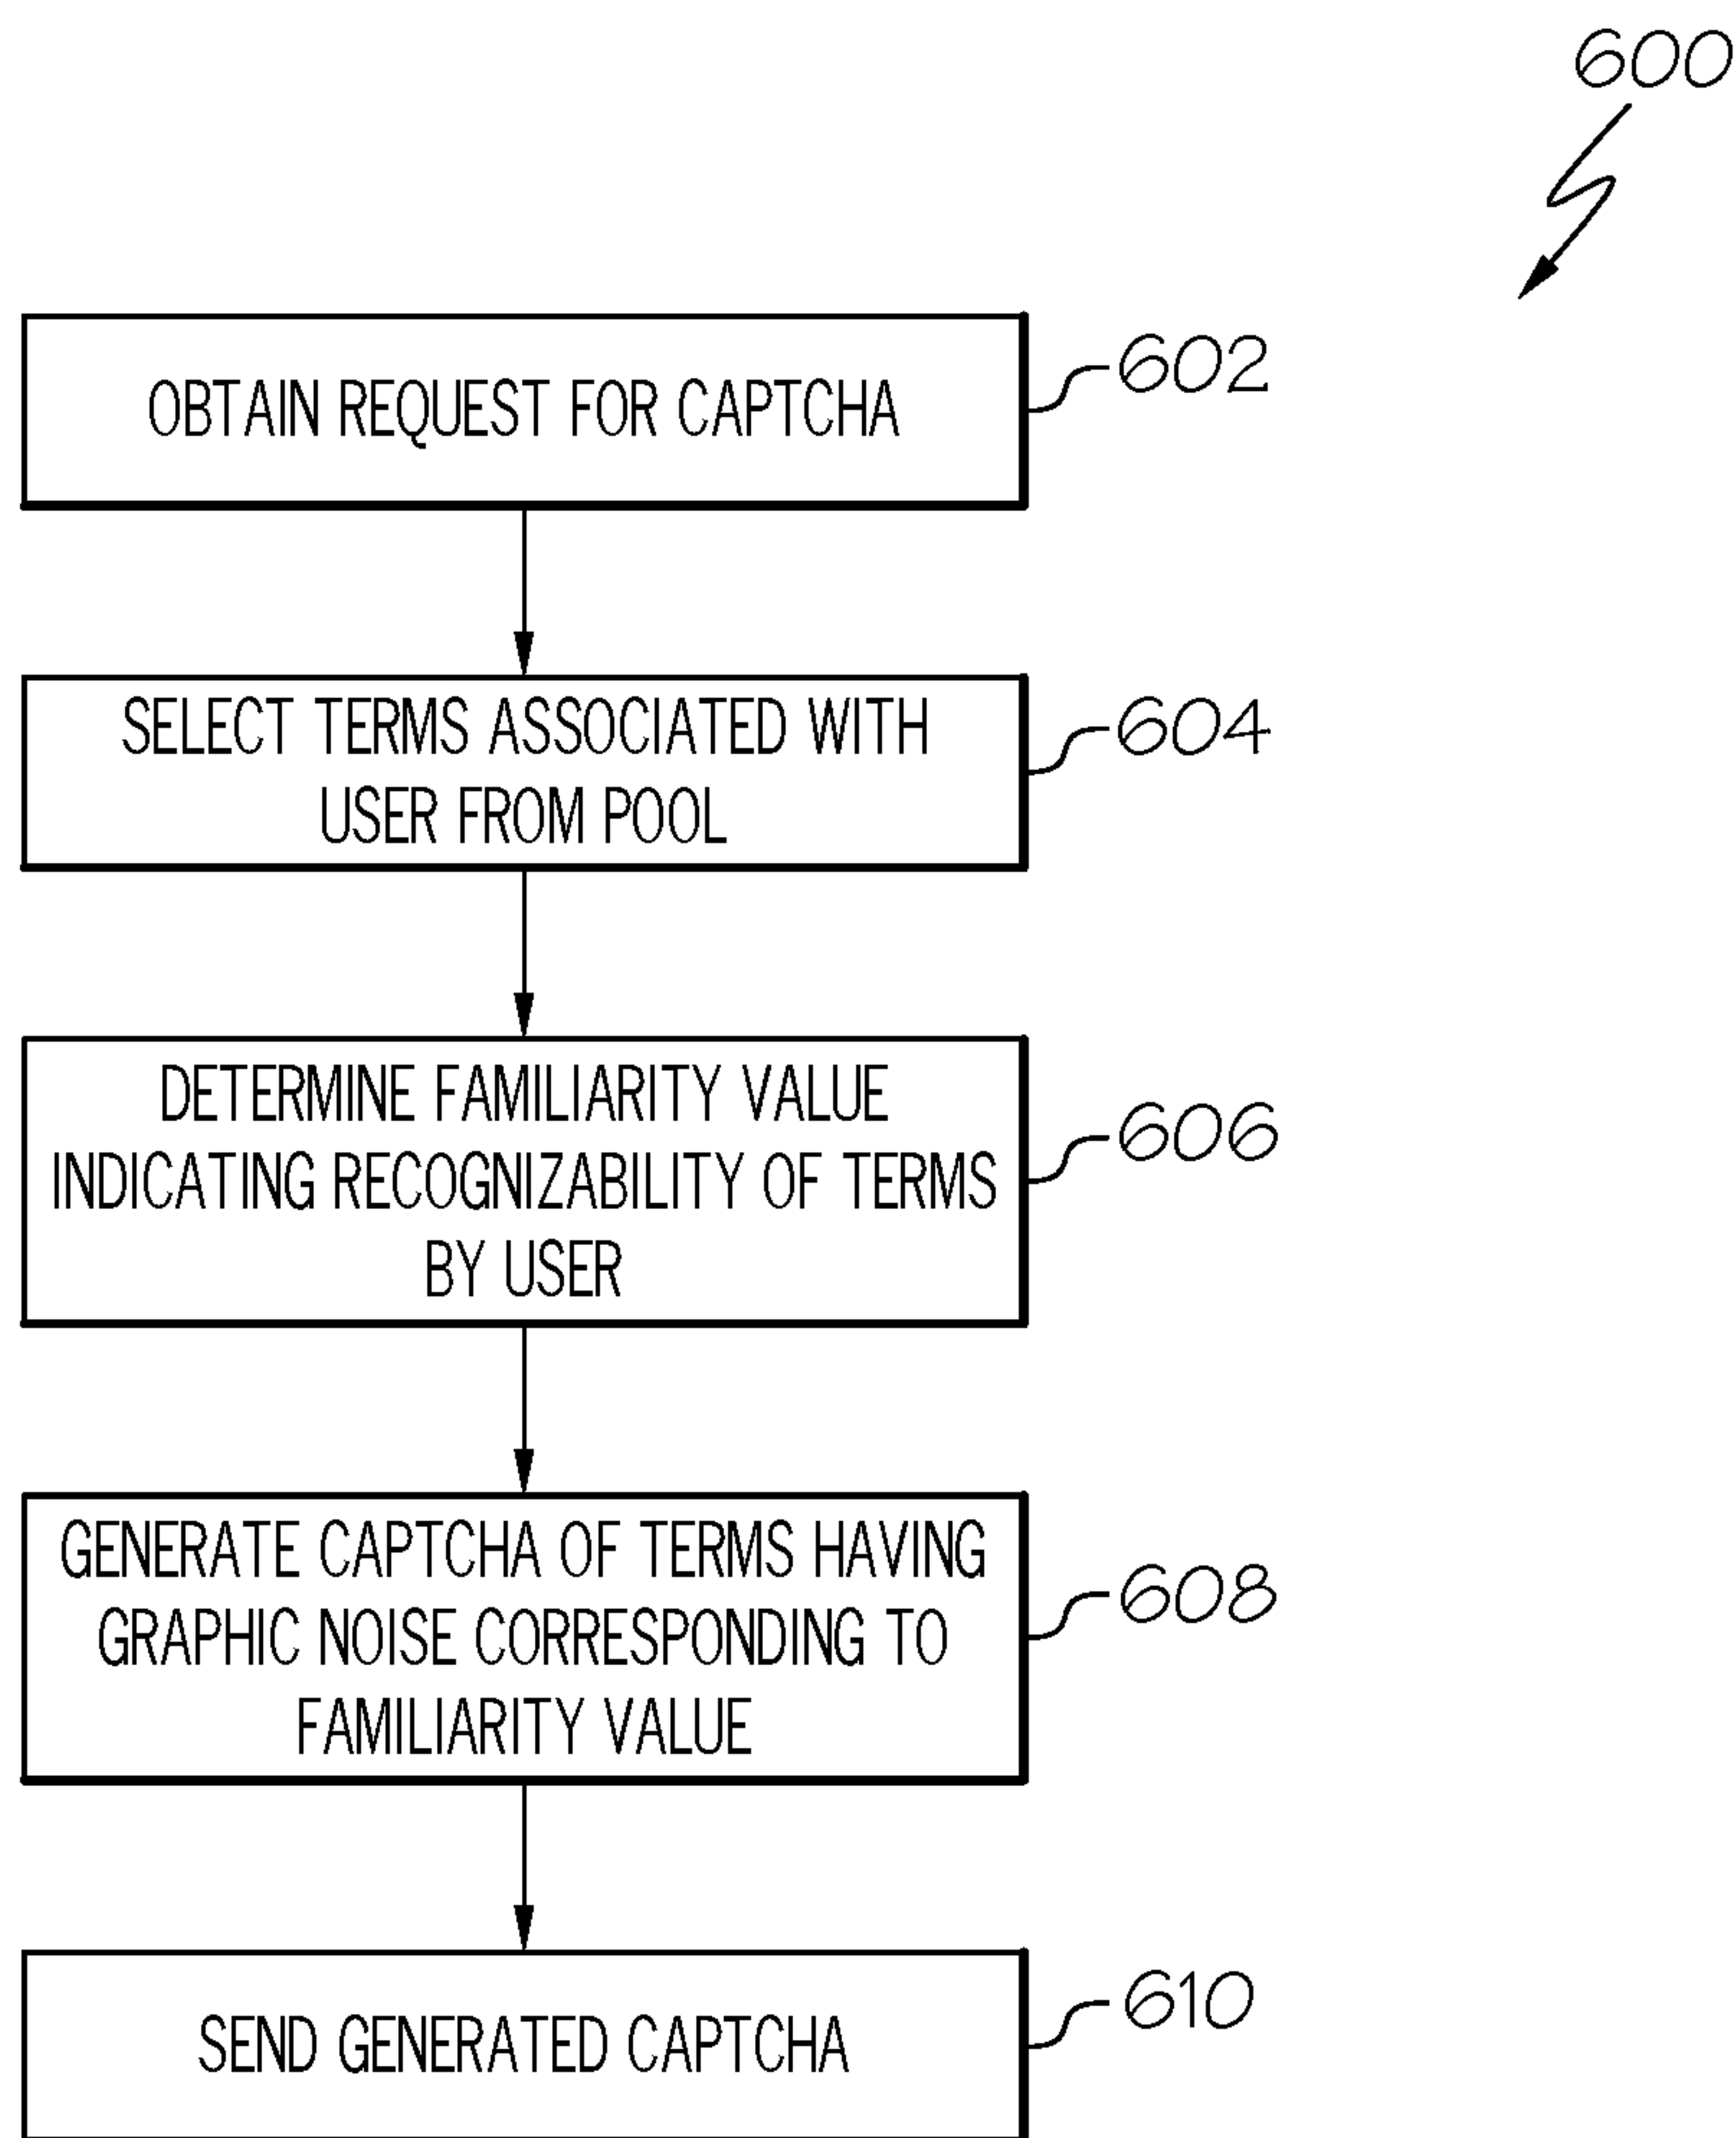 600
OBTAIN REQUEST FOR CAPTCHA
602
SELECT TERMS ASSOCIATED WITH
USER FROM POOL
604
DETERMINE FAMILIARITY VALUE
INDICATING RECOGNIZABILITY OF TERMS
BY USER
606
GENERATE CAPTCHA OF TERMS HAVING
GRAPHIC NOISE CORRESPONDING TO
FAMILIARITY VALUE
608
SEND GENERATED CAPTCHA
610